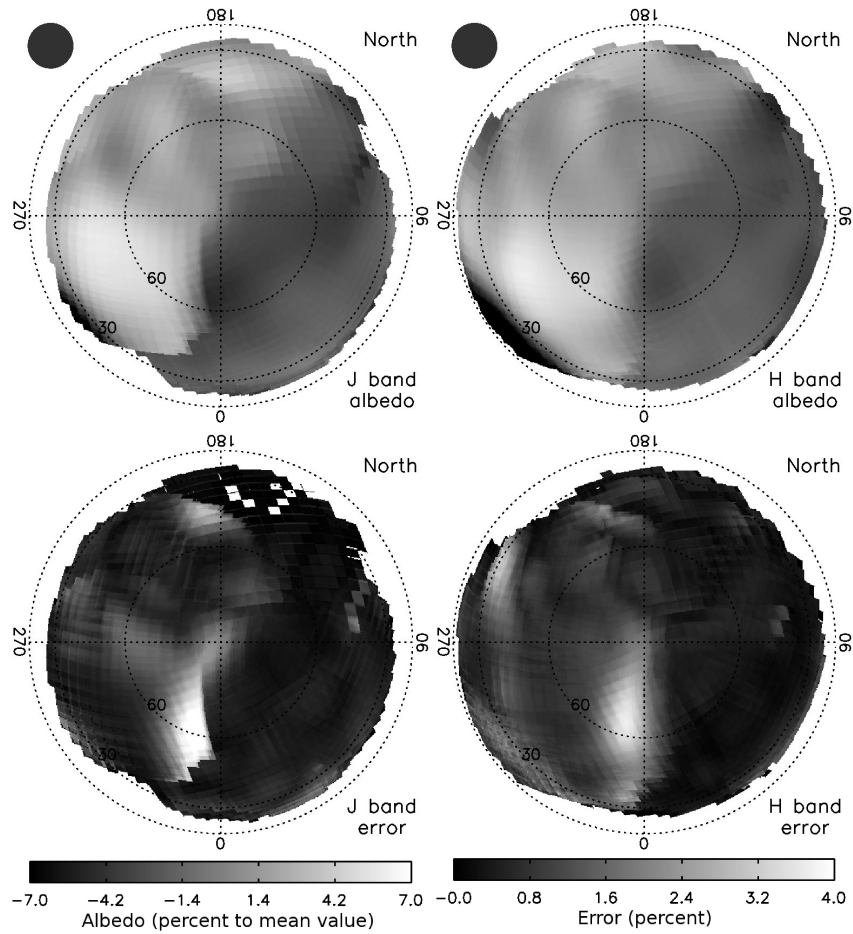 180
North
270
90
60
30
J band
albedo
0
180
North
270
90
60
30
H band
albedo
0
180
North
270
90
60
30
J band
error
0
180
North
270
90
60
30
H band
error
0
−7.0 −4.2 −1.4 1.4 4.2 7.0
Albedo (percent to mean value)
−0.0 0.8 1.6 2.4 3.2 4.0
Error (percent)